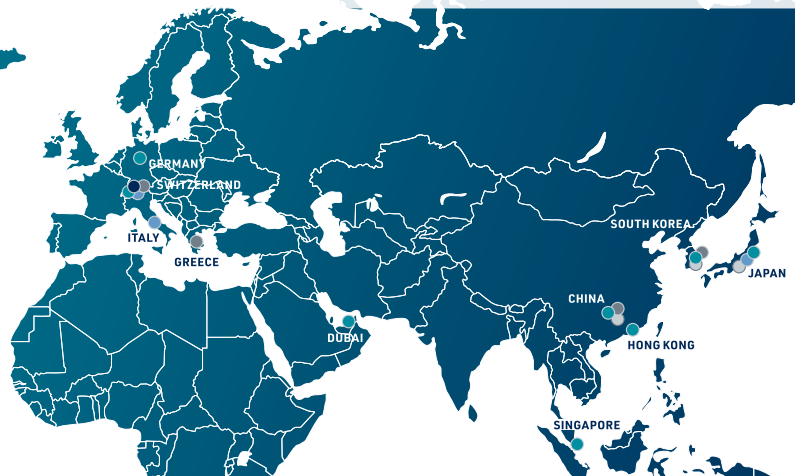 GERMANY
SWITZERLAND
ITALY
GREECE
DUBAI
SOUTH KOREA
JAPAN
CHINA
HONG KONG
SINGAPORE